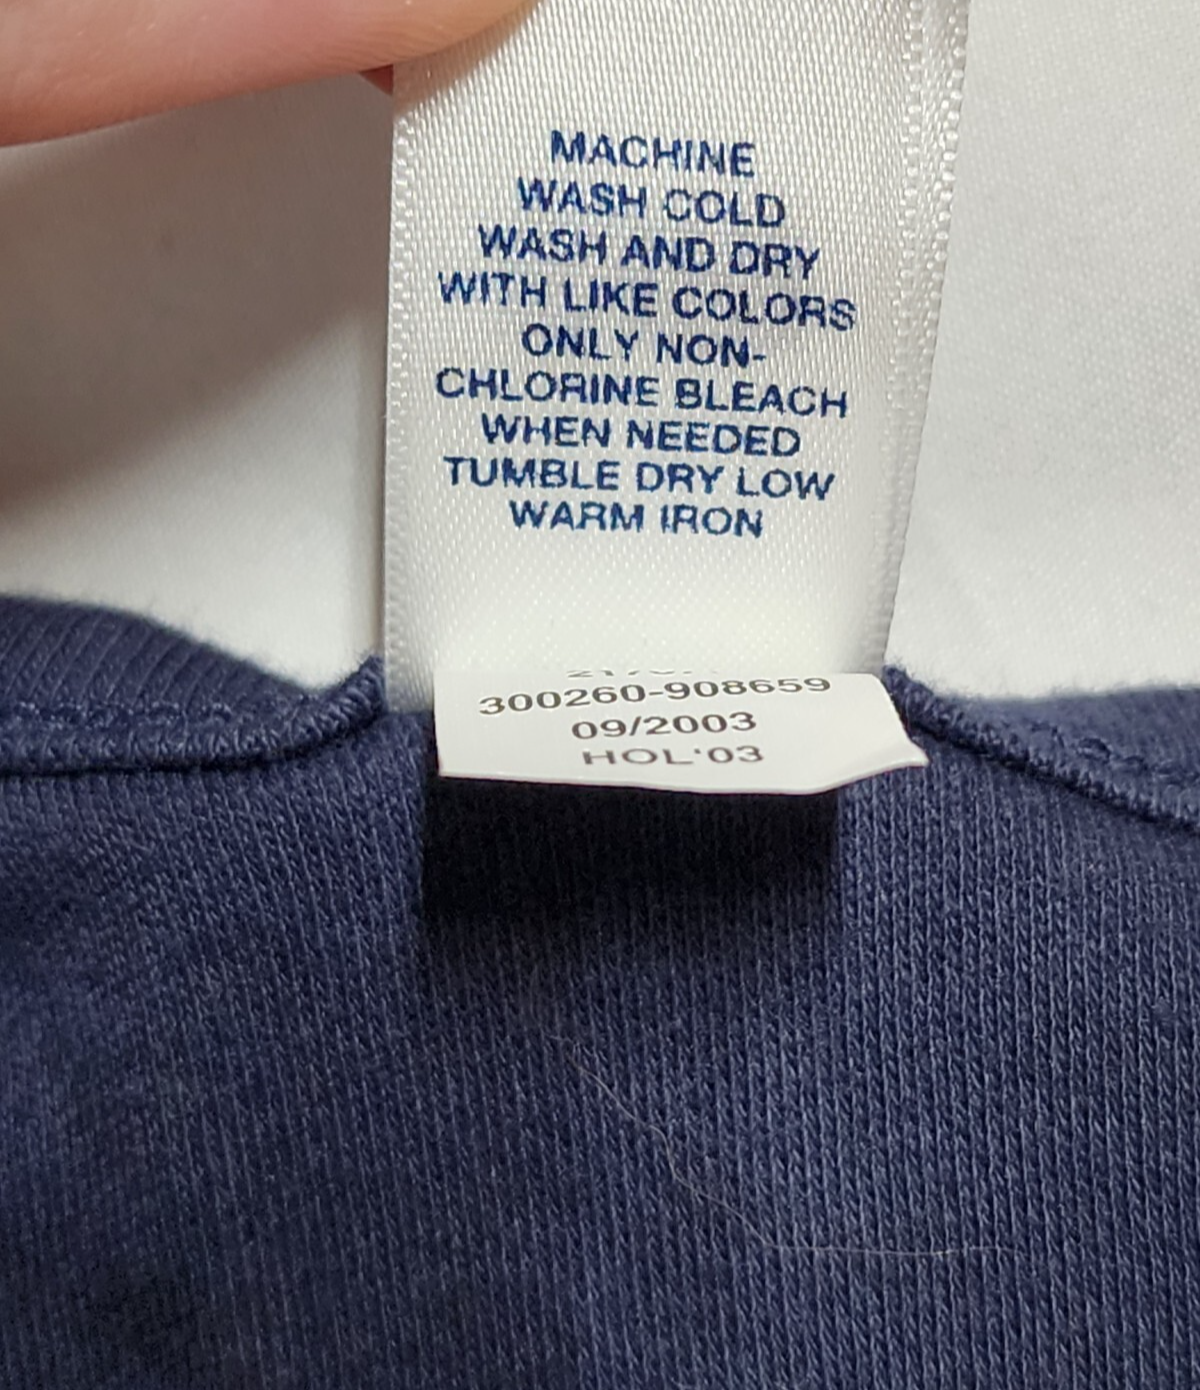 MACHINE
WASH COLD
WASH AND DRY
WITH LIKE COLORS
ONLY NON-
CHLORINE BLEACH
WHEN NEEDED
TUMBLE DRY LOW
WARM IRON
300260-908659
09/2003
HOL'03